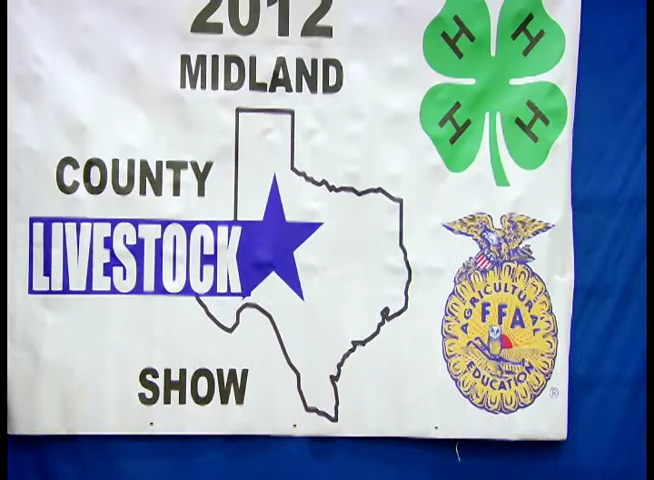 2012
MIDLAND
COUNTY
LIVESTOCK
SHOW
H H
H H
AGRICULTURAL
FFA
EDUCATION
®